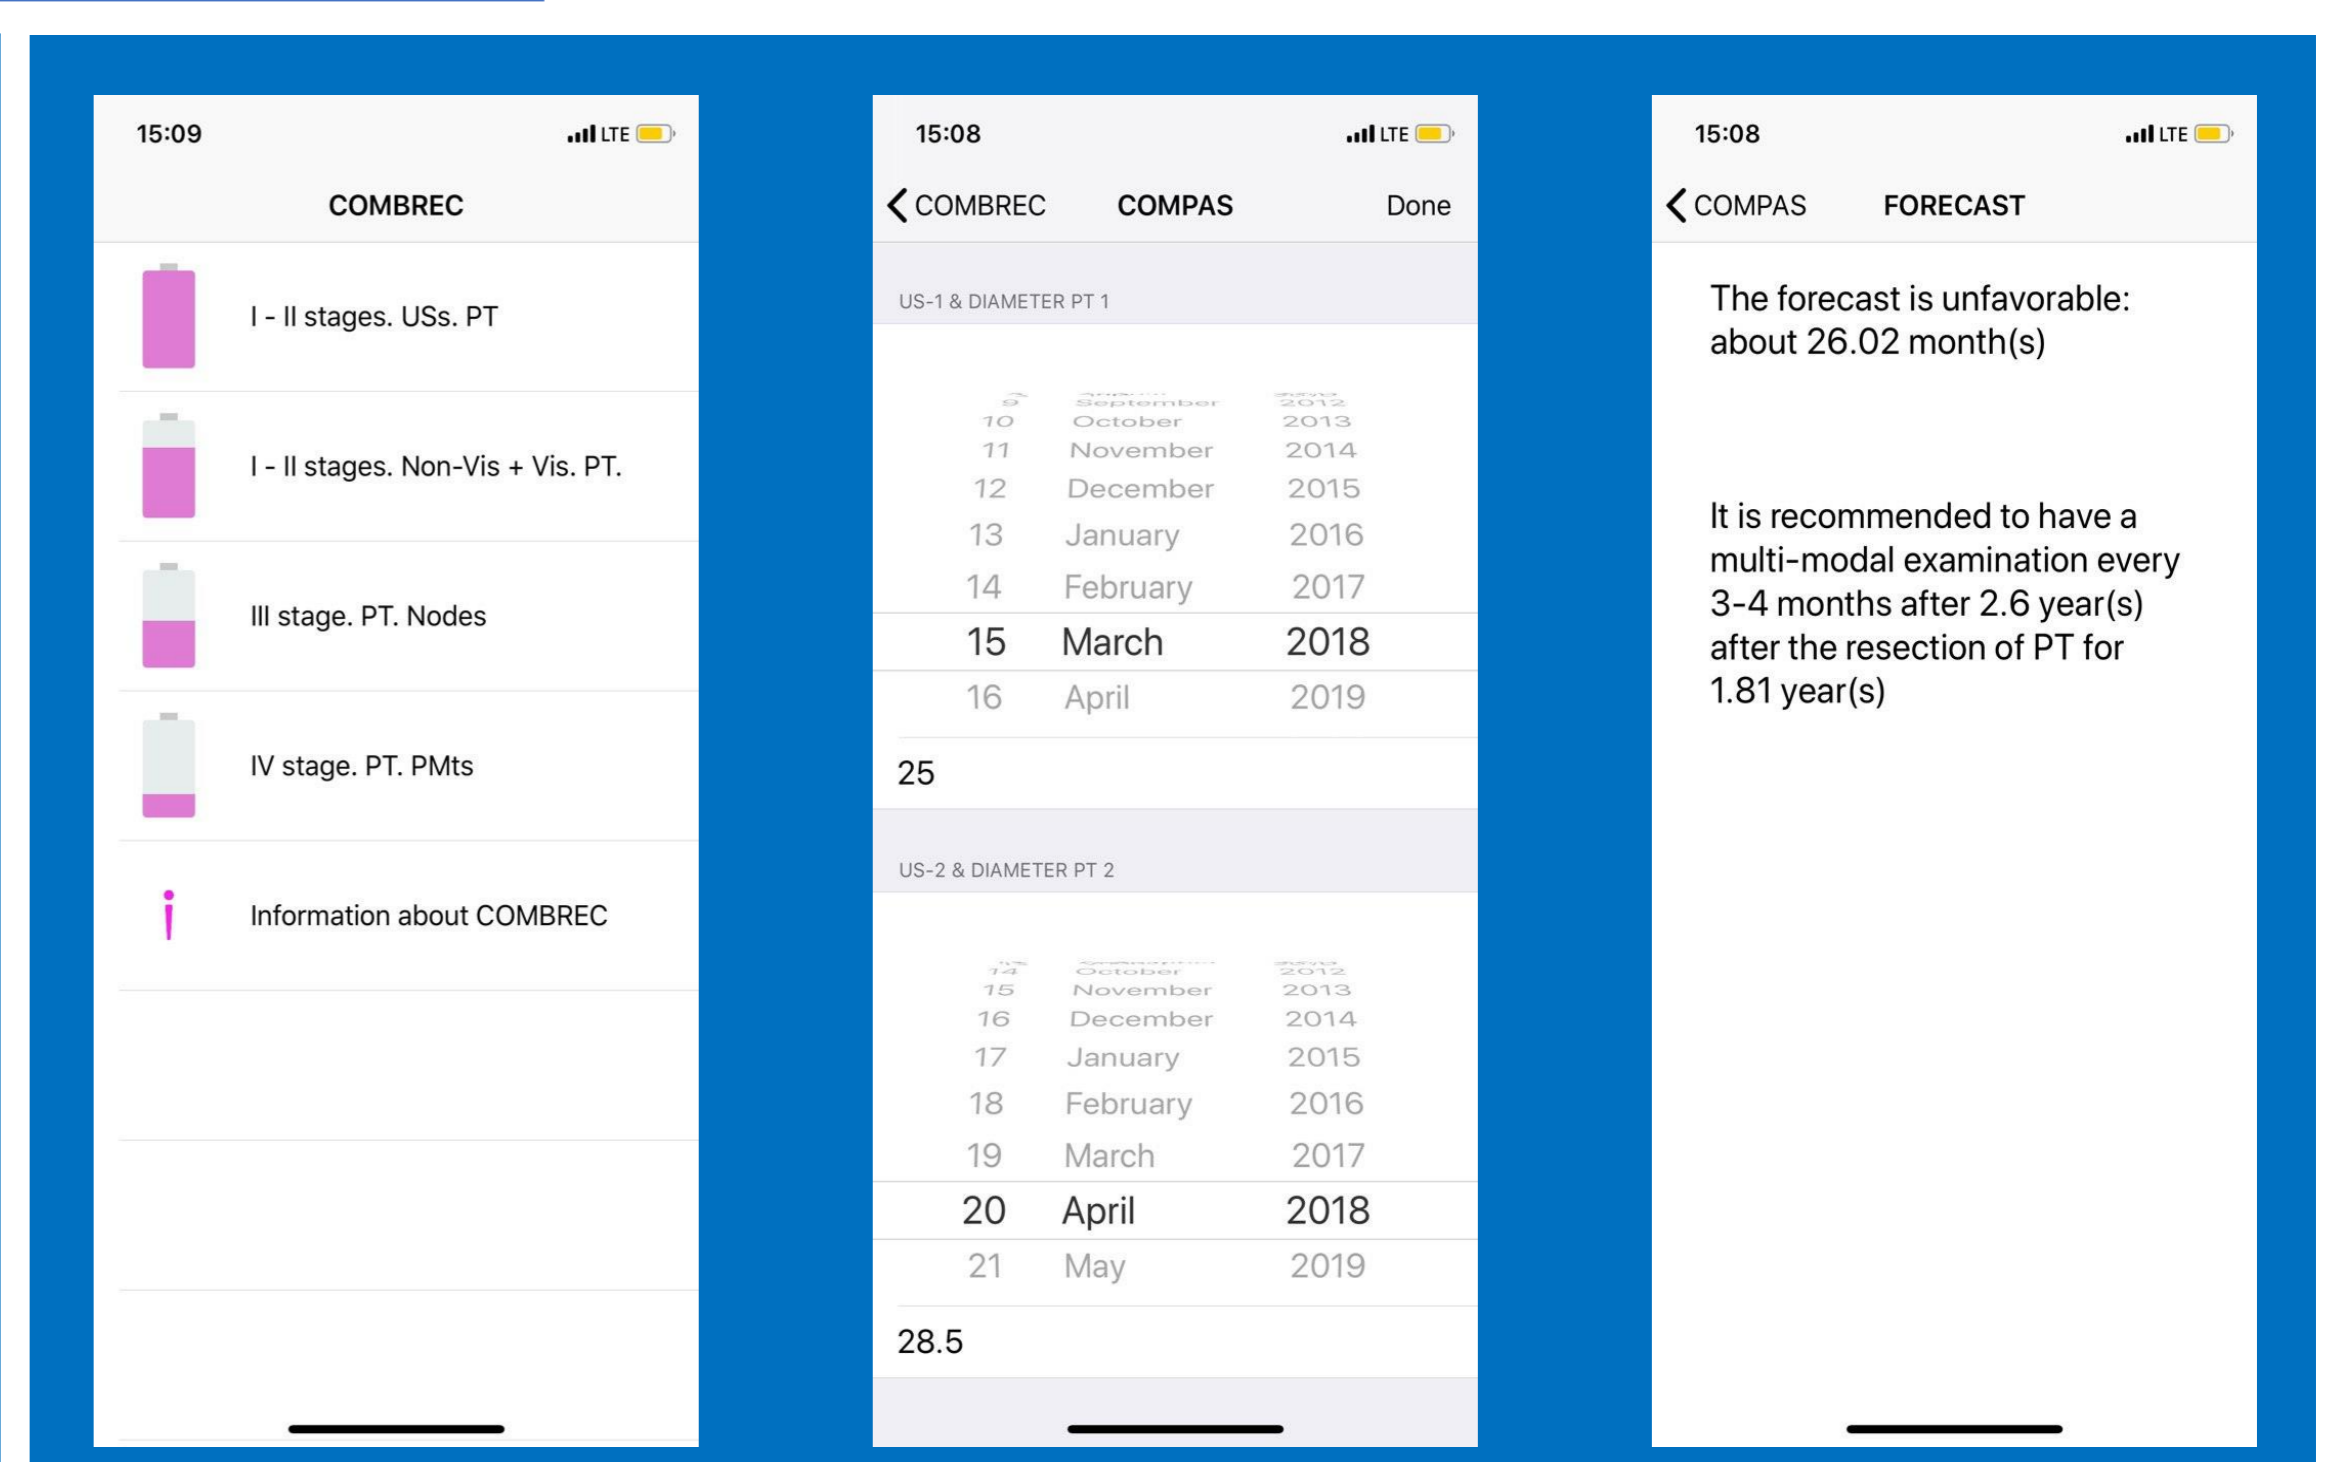 15:09
LTE
COMBREC
I - II stages. USs. PT
I - II stages. Non-Vis + Vis. PT.
III stage. PT. Nodes
IV stage. PT. PMts
Information about COMBREC
15:08
LTE
COMBREC COMPAS Done
US-1 & DIAMETER PT 1
9 September 2012
10 October 2013
11 November 2014
12 December 2015
13 January 2016
14 February 2017
15 March 2018
16 April 2019
25
US-2 & DIAMETER PT 2
14 October 2012
15 November 2013
16 December 2014
17 January 2015
18 February 2016
19 March 2017
20 April 2018
21 May 2019
28.5
15:08
LTE
COMPAS FORECAST
The forecast is unfavorable:
about 26.02 month(s)
It is recommended to have a
multi-modal examination every
3-4 months after 2.6 year(s)
after the resection of PT for
1.81 year(s)